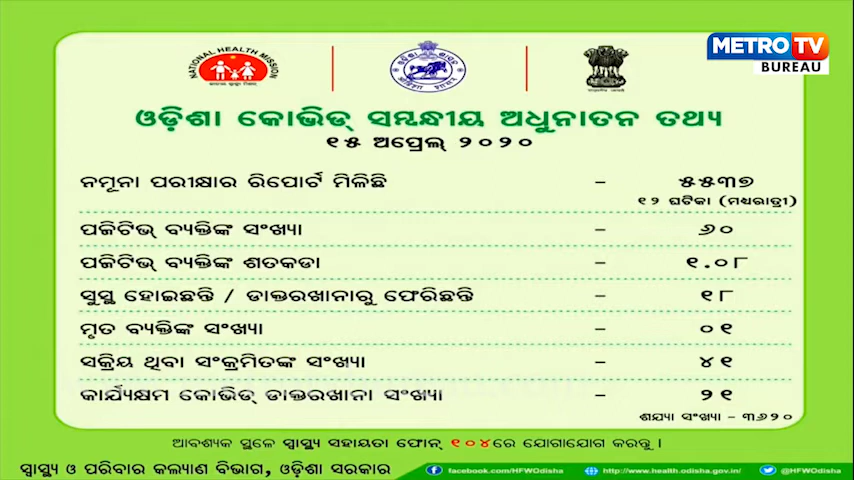 METRO TV
BUREAU
NATIONAL HEALTH MISSION
ଓଡ଼ିଶା କୋଭିଡ୍ ସମ୍ବନ୍ଧୀୟ ଅଧୁନାତନ ତଥ୍ୟ
୧୫ ଅପ୍ରେଲ୍ ୨୦୨୦
ନମୂନା ପରୀକ୍ଷାର ରିପୋର୍ଟ ମିଳିଛି – ୫୫୩୭
୧୨ ଘଟିକା (ମଧ୍ୟରାତ୍ରୀ)
ପଜିଟିଭ୍ ବ୍ୟକ୍ତିଙ୍କ ସଂଖ୍ୟା – ୬୦
ପଜିଟିଭ୍ ବ୍ୟକ୍ତିଙ୍କ ଶତକଡା – ୧.୦୮
ସୁସ୍ଥ ହୋଇଛନ୍ତି / ଡାକ୍ତରଖାନାରୁ ଫେରିଛନ୍ତି – ୧୮
ମୃତ ବ୍ୟକ୍ତିଙ୍କ ସଂଖ୍ୟା – ୦୧
ସକ୍ରିୟ ଥିବା ସଂକ୍ରମିତଙ୍କ ସଂଖ୍ୟା – ୪୧
କାର୍ଯ୍ୟକ୍ଷମ କୋଭିଡ୍ ଡାକ୍ତରଖାନା ସଂଖ୍ୟା – ୨୧
ଶଯ୍ୟା ସଂଖ୍ୟା – ୩୬୨୦
ଆବଶ୍ୟକ ସ୍ଥଳେ ସ୍ୱାସ୍ଥ୍ୟ ସହାୟତା ଫୋନ୍ ୧୦୪ରେ ଯୋଗାଯୋଗ କରନ୍ତୁ ।
ସ୍ୱାସ୍ଥ୍ୟ ଓ ପରିବାର କଲ୍ୟାଣ ବିଭାଗ, ଓଡ଼ିଶା ସରକାର facebook.com/HFWOdisha http://www.health.odisha.gov.in/ @HFWOdisha